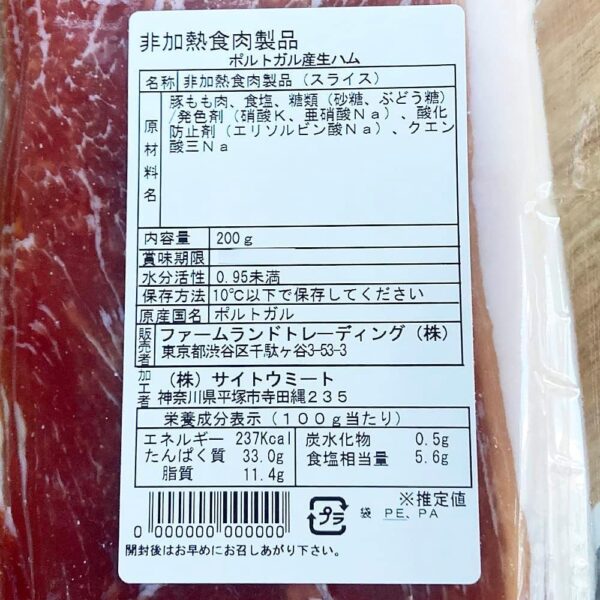 非加熱食肉製品
ポルトガル産生ハム
名称 非加熱食肉製品（スライス）
原材料名 豚もも肉、食塩、糖類（砂糖、ぶどう糖）
/発色剤（硝酸K、亜硝酸Na）、酸化
防止剤（エリソルビン酸Na）、クエン
酸三Na
内容量 200g
賞味期限
水分活性 0.95未満
保存方法 10℃以下で保存してください
原産国名 ポルトガル
販売者 ファームランドトレーディング（株）
東京都渋谷区千駄ヶ谷3-53-3
加工者 （株）サイトウミート
神奈川県平塚市寺田縄235
栄養成分表示（100g当たり）
エネルギー 237Kcal 炭水化物 0.5g
たんぱく質 33.0g 食塩相当量 5.6g
脂質 11.4g
※推定値
プラ 袋 PE、PA
0 000000 000000
開封後はお早めにお召しあがり下さい。